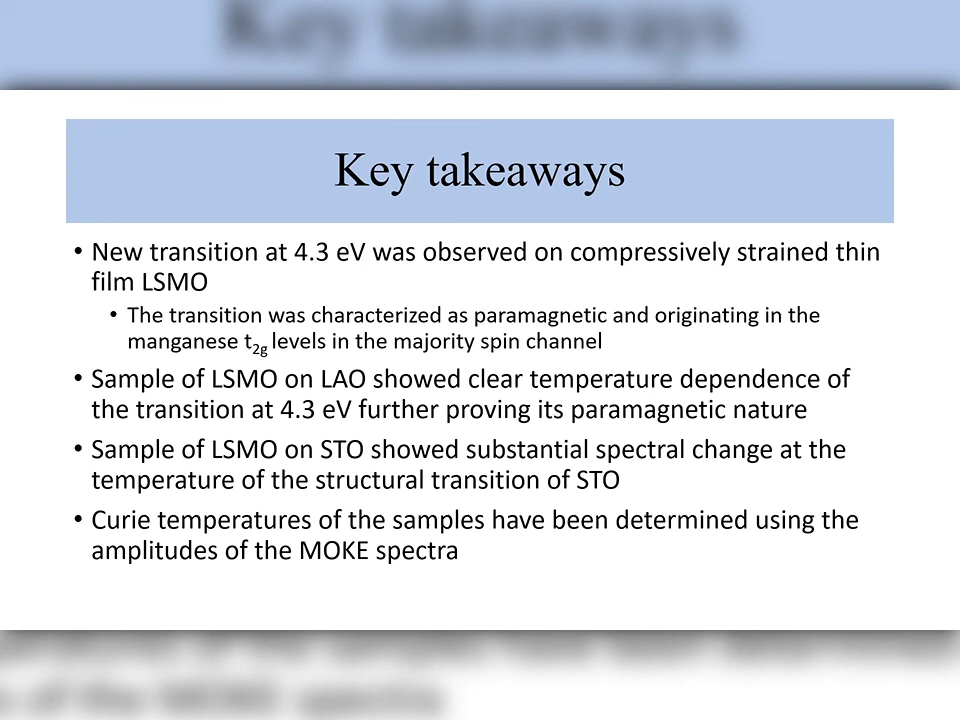 Key takeaways
• New transition at 4.3 eV was observed on compressively strained thin
film LSMO
• The transition was characterized as paramagnetic and originating in the
manganese t2g levels in the majority spin channel
• Sample of LSMO on LAO showed clear temperature dependence of
the transition at 4.3 eV further proving its paramagnetic nature
• Sample of LSMO on STO showed substantial spectral change at the
temperature of the structural transition of STO
• Curie temperatures of the samples have been determined using the
amplitudes of the MOKE spectra